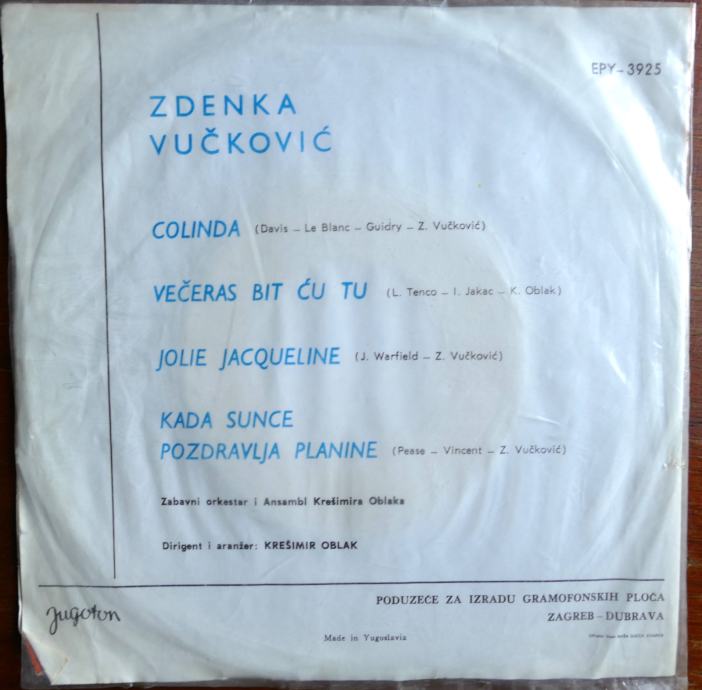 EPY-3925
ZDENKA
VUČKOVIĆ
COLINDA (Davis – Le Blanc – Guidry – Z. Vučković)
VEČERAS BIT ĆU TU (L. Tenco – I. Jakac – K. Oblak)
JOLIE JACQUELINE (J. Warfield – Z. Vučković)
KADA SUNCE
POZDRAVLJA PLANINE (Pease – Vincent – Z. Vučković)
Zabavni orkestar i Ansambl Krešimira Oblaka
Dirigent i aranžer: KREŠIMIR OBLAK
Jugoton
PODUZEĆE ZA IZRADU GRAMOFONSKIH PLOČA
ZAGREB – DUBRAVA
Made in Yugoslavia